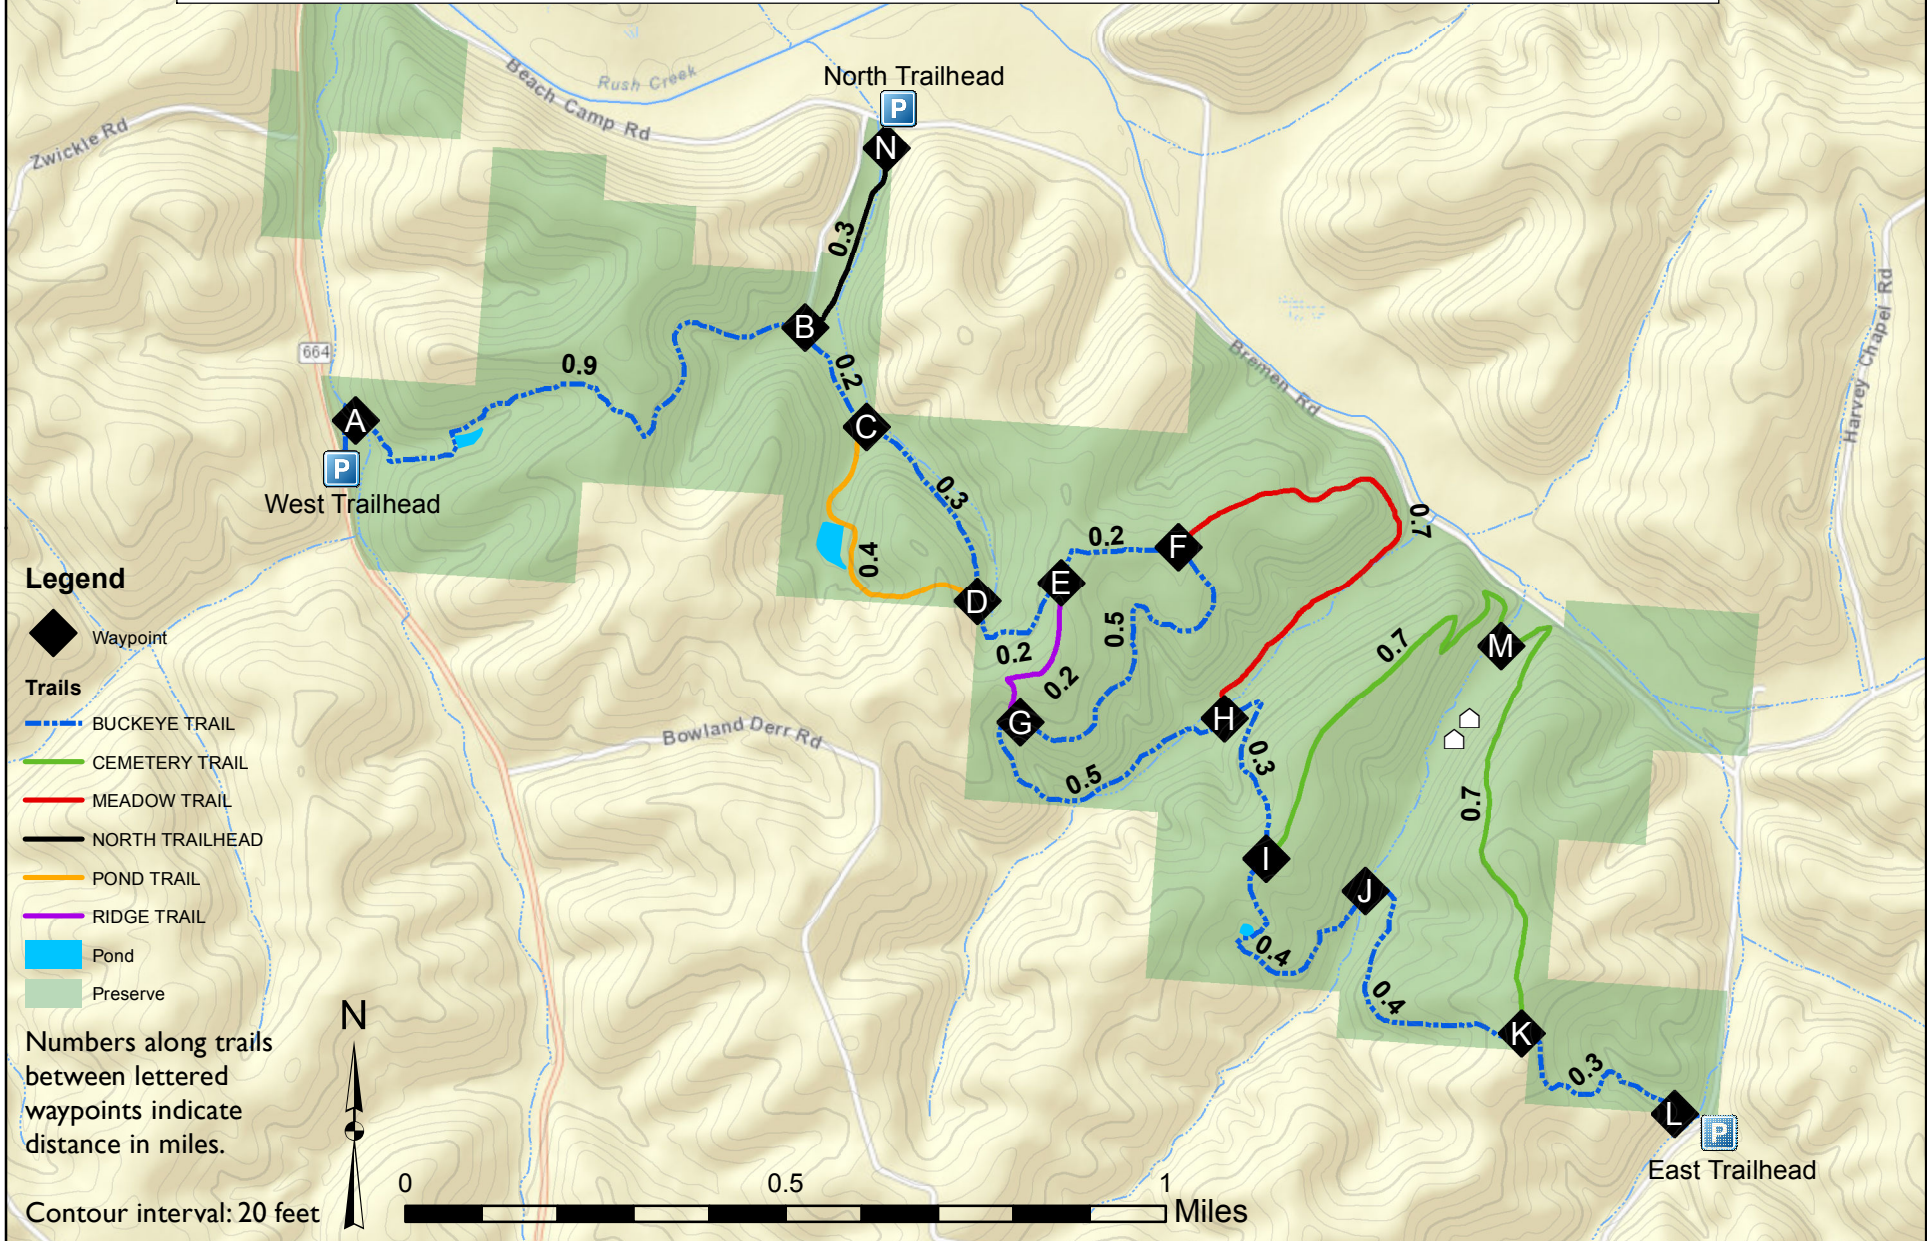 North Trailhead
P
Rush Creek
Beach Camp Rd
Zwickle Rd
N
0.3
B
664
0.9
0.2
A
C
P
West Trailhead
Bremen Rd
Harvey Chapel Rd
0.3
0.7
0.4
0.2
F
E
D
0.5
0.2
0.2
G
H
0.7
M
0.3
0.5
0.7
Bowland Derr Rd
I
J
0.4
0.4
K
0.3
L
P
East Trailhead
Legend
Waypoint
Trails
BUCKEYE TRAIL
CEMETERY TRAIL
MEADOW TRAIL
NORTH TRAILHEAD
POND TRAIL
RIDGE TRAIL
Pond
Preserve
Numbers along trails
between lettered
waypoints indicate
distance in miles.
Contour interval: 20 feet
N
0 0.5 1
Miles